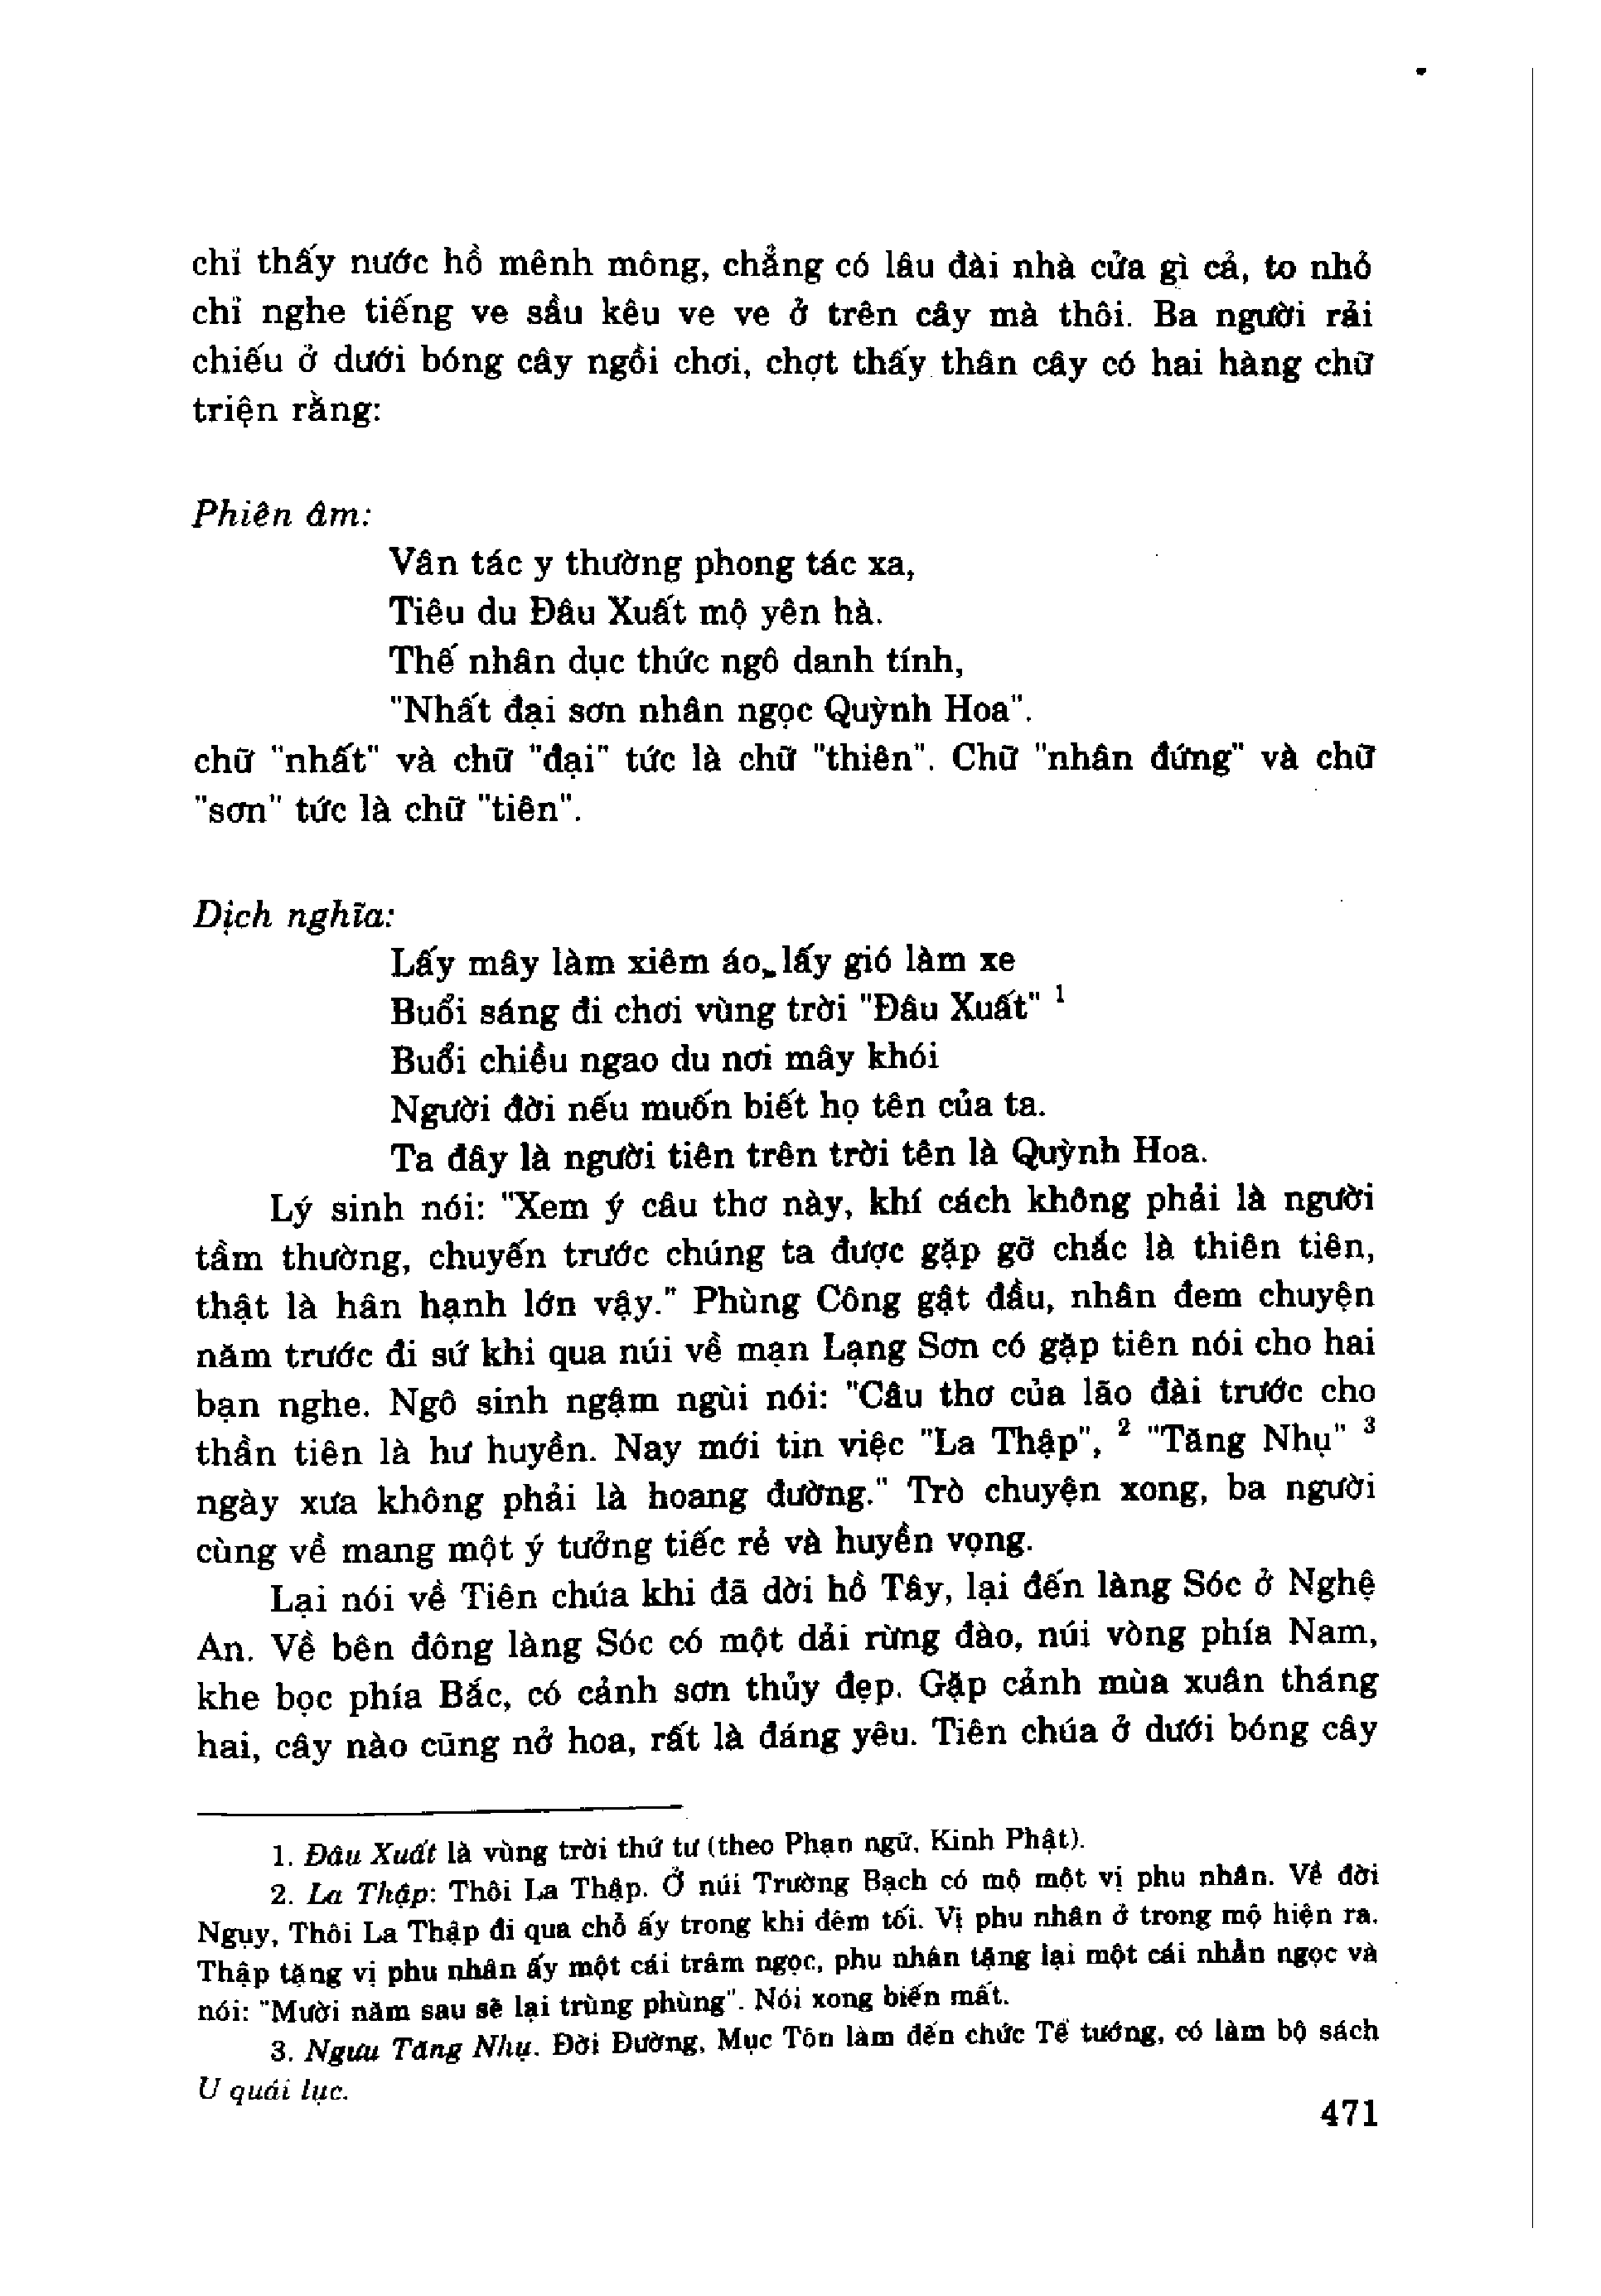 chỉ thấy nước hồ mênh mông, chẳng có lâu đài nhà cửa gì cả, to nhỏ
chỉ nghe tiếng ve sầu kêu ve ve ở trên cây mà thôi. Ba người rải
chiếu ở dưới bóng cây ngồi chơi, chợt thấy thân cây có hai hàng chữ
triện rằng:
Phiên âm:
Vân tác y thường phong tác xa,
Tiêu du Đâu Xuất mộ yên hà.
Thế nhân dục thức ngô danh tính,
"Nhất đại sơn nhân ngọc Quỳnh Hoa".
chữ "nhất" và chữ "đại" tức là chữ "thiên". Chữ "nhân đứng" và chữ
"sơn" tức là chữ "tiên".
Dịch nghĩa:
Lấy mây làm xiêm áo, lấy gió làm xe
Buổi sáng đi chơi vùng trời "Đâu Xuất" 1
Buổi chiều ngao du nơi mây khói
Người đời nếu muốn biết họ tên của ta.
Ta đây là người tiên trên trời tên là Quỳnh Hoa.
Lý sinh nói: "Xem ý câu thơ này, khí cách không phải là người
tầm thường, chuyến trước chúng ta được gặp gỡ chắc là thiên tiên,
thật là hân hạnh lớn vậy." Phùng Công gật đầu, nhân đem chuyện
năm trước đi sứ khi qua núi về mạn Lạng Sơn có gặp tiên nói cho hai
bạn nghe. Ngô sinh ngậm ngùi nói: "Câu thơ của lão đài trước cho
thần tiên là hư huyền. Nay mới tin việc "La Thập", 2 "Tăng Nhụ" 3
ngày xưa không phải là hoang đường." Trò chuyện xong, ba người
cùng về mang một ý tưởng tiếc rẻ và huyền vọng.
Lại nói về Tiên chúa khi đã dời hồ Tây, lại đến làng Sóc ở Nghệ
An. Về bên đông làng Sóc có một dải rừng đào, núi vòng phía Nam,
khe bọc phía Bắc, có cảnh sơn thủy đẹp. Gặp cảnh mùa xuân tháng
hai, cây nào cũng nở hoa, rất là đáng yêu. Tiên chúa ở dưới bóng cây
1. Đâu Xuất là vùng trời thứ tư (theo Phạn ngữ, Kinh Phật).
2. La Thập: Thôi La Thập. Ở núi Trường Bạch có mộ một vị phu nhân. Về đời
Ngụy, Thôi La Thập đi qua chỗ ấy trong khi đêm tối. Vị phu nhân ở trong mộ hiện ra.
Thập tặng vị phu nhân ấy một cái trâm ngọc, phu nhân tặng lại một cái nhẫn ngọc và
nói: "Mười năm sau sẽ lại trùng phùng". Nói xong biến mất.
3. Ngưu Tăng Nhụ. Đời Đường, Mục Tôn làm đến chức Tể tướng, có làm bộ sách
U quái lục.
471